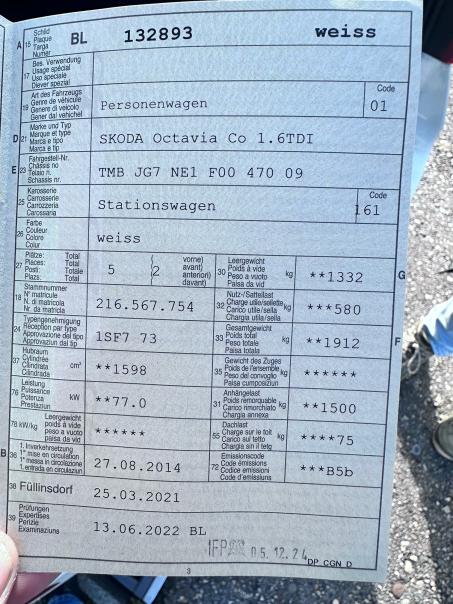 A 15 Schild Plaque Targa Numer BL 132893 weiss
17 Bes. Verwendung Usage spécial Uso speciale Diever spezial
19 Art des Fahrzeugs Genre de véhicule Genere di veicolo Gener dal vehichel Personenwagen Code 01
D 21 Marke und Typ Marque et type Marca e tipo Marca e tip SKODA Octavia Co 1.6TDI
E 23 Fahrgestell-Nr. Châssis no Telaio n. Schassis nr. TMB JG7 NE1 F00 470 09
25 Karosserie Carrosserie Carrozzeria Carossaria Stationswagen Code 161
26 Farbe Couleur Colore Colur weiss
27 Plätze: Total Places: Total Posti: Totale Plazs: Total 5 (2 vorne) avant) anteriori) davant)
30 Leergewicht Poids à vide Peso a vuoto Paisa da vid kg **1332 G
18 Stammnummer No matricule N. di matricola Nr. da matricla 216.567.754
32 Nutz-/Sattellast Charge utile/sellette Carico utile/sella Chargia utila/sella kg ***580
24 Typengenehmigung Réception par type Approvazione del tipo Approvaziun dal tip 1SF7 73
33 Gesamtgewicht Poids total Peso totale Paisa totala kg **1912 F
37 Hubraum Cylindrée Cilindrata Cilindrada cm³ **1598
35 Gewicht des Zuges Poids de l'ensemble Peso del convoglio Paisa cumposiziun kg ******
76 Leistung Puissance Potenza Prestaziun kW **77.0
31 Anhängelast Poids remorquable Carico rimorchiato Chargia annexa kg **1500
78 kW/kg Leergewicht poids à vide peso a vuoto paisa da vid ******
55 Dachlast Charge sur le toit Carico sul tetto Chargia sin il tetg kg ****75
B 36 1. Inverkehrsetzung 1re mise en circulation 1a messa in circolazione 1. entrada en circulaziun 27.08.2014
72 Emissionscode Code émissions Codice emissioni Code d'emissiuns ***B5b
38 Füllinsdorf 25.03.2021
39 Prüfungen Expertises Perizie Examinaziuns 13.06.2022 BL
05.12.24
DP CGN D
3